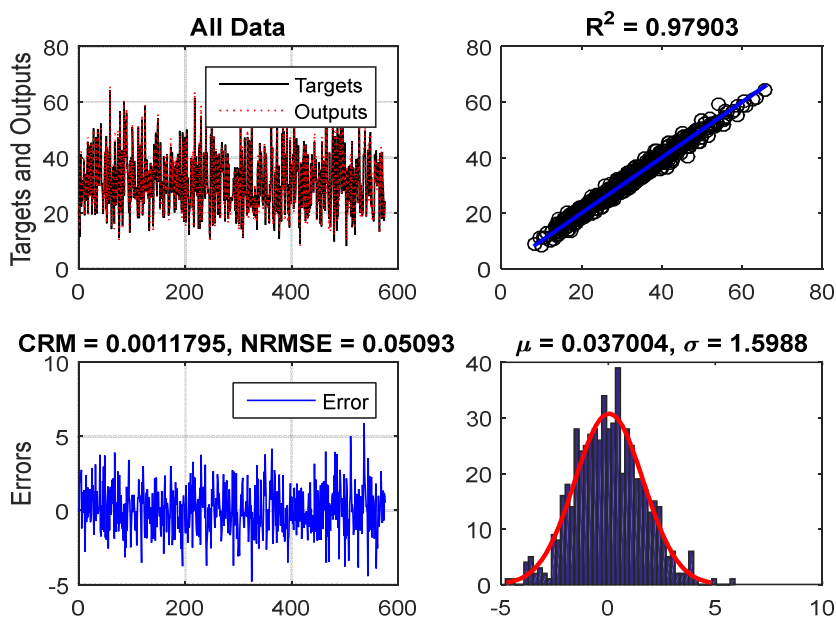 All Data
Targets and Outputs
80
60
40
20
0
0 200 400 600
Targets
Outputs
R² = 0.97903
80
60
40
20
0
0 20 40 60 80
CRM = 0.0011795, NRMSE = 0.05093
Errors
10
5
0
-5
0 200 400 600
Error
μ = 0.037004, σ = 1.5988
40
30
20
10
0
-5 0 5 10